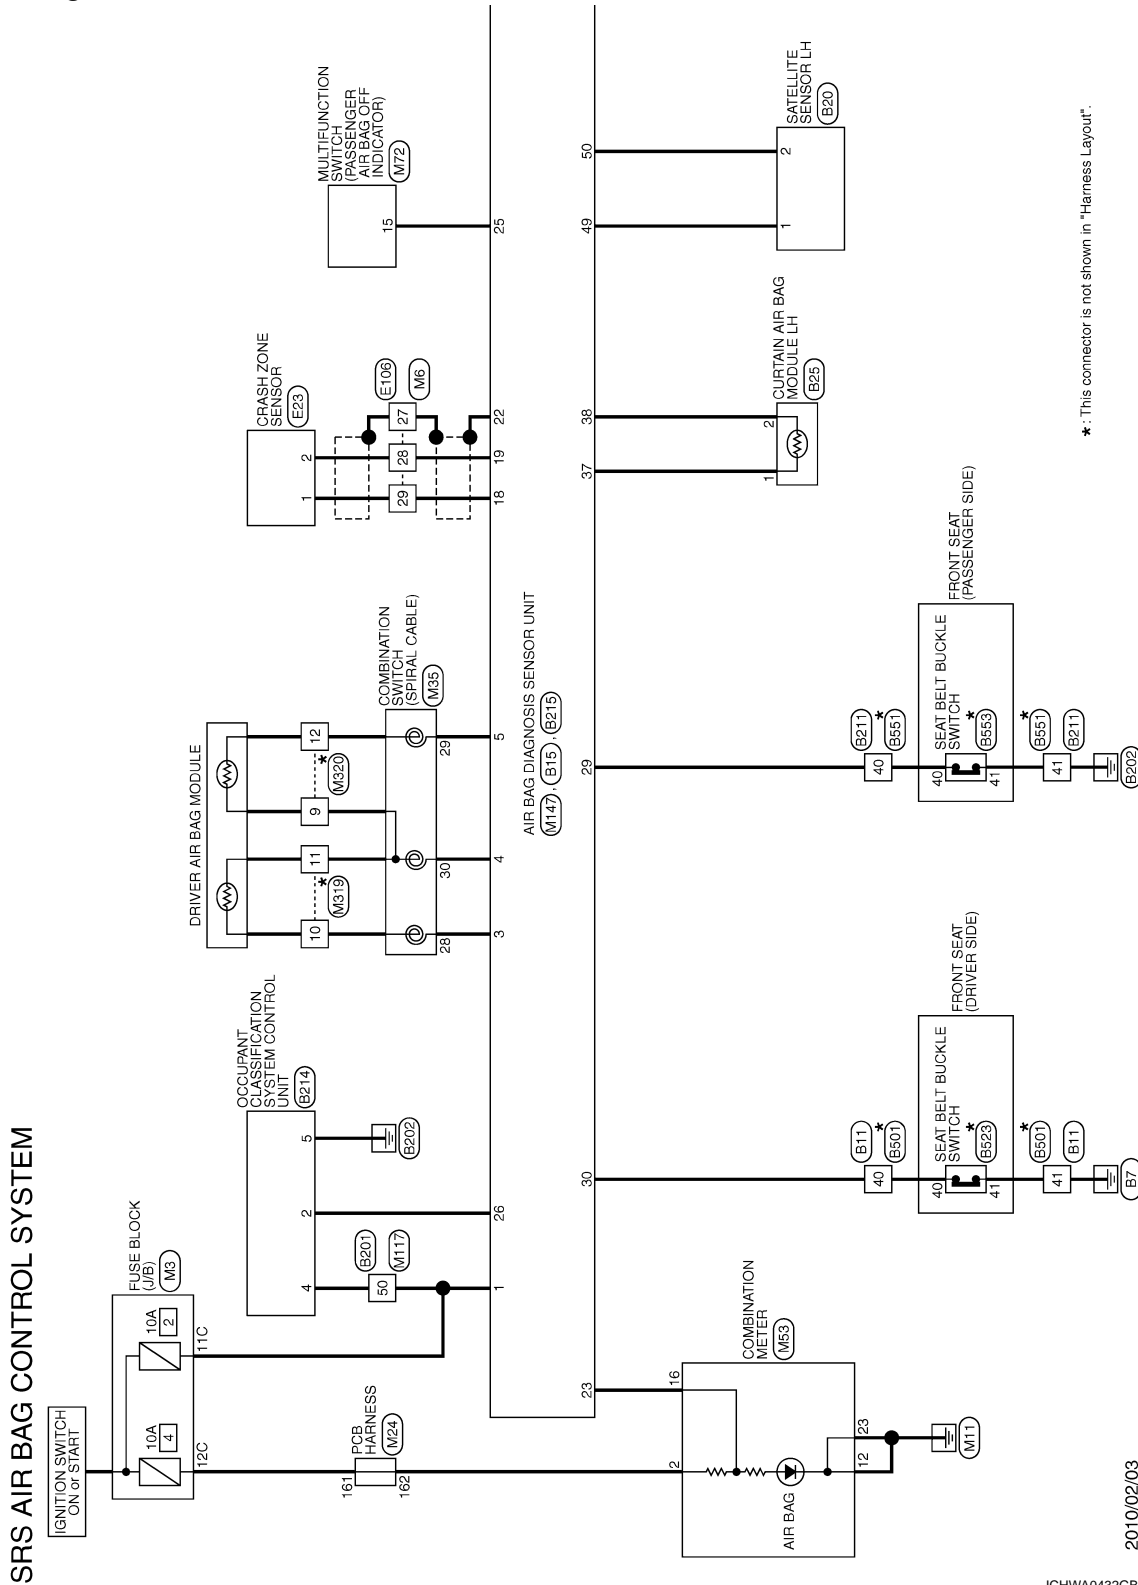 SRS AIR BAG CONTROL SYSTEM
IGNITION SWITCH
ON or START
FUSE BLOCK
(J/B)
M3
10A
4
10A
2
12C
11C
161
162
PCB
HARNESS
M24
OCCUPANT
CLASSIFICATION
SYSTEM CONTROL
UNIT
B214
4
2
5
B202
50
B201
M117
DRIVER AIR BAG MODULE
10
11
9
12
*
M319
*
M320
COMBINATION
SWITCH
(SPIRAL CABLE)
M35
28
30
29
CRASH ZONE
SENSOR
E23
1
2
29
28
27
E106
M6
MULTIFUNCTION
SWITCH
(PASSENGER
AIR BAG OFF
INDICATOR)
M72
15
1
26
3
4
5
18
19
22
25
AIR BAG DIAGNOSIS SENSOR UNIT
M147 , B15 , B215
23
30
29
37
38
49
50
COMBINATION
METER
M53
2
16
AIR BAG
12
23
M11
40
B11
*
B501
FRONT SEAT
(DRIVER SIDE)
SEAT BELT BUCKLE
SWITCH
*
B523
40
41
41
*
B501
B11
B7
40
B211
*
B551
FRONT SEAT
(PASSENGER SIDE)
SEAT BELT BUCKLE
SWITCH
*
B553
40
41
41
*
B551
B211
B202
CURTAIN AIR BAG
MODULE LH
B25
1
2
SATELLITE
SENSOR LH
B20
1
2
* : This connector is not shown in "Harness Layout".
2010/02/03